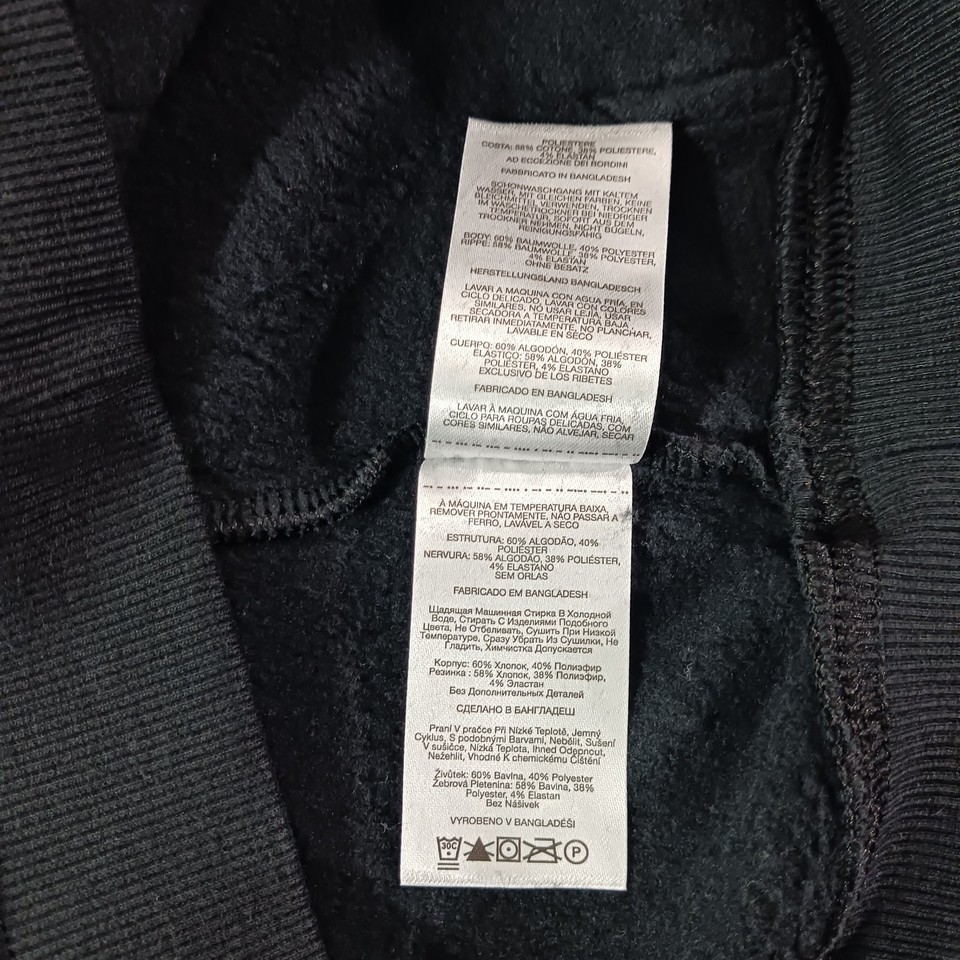 POLIESTERE
COSTA: 58% COTONE, 38% POLIESTERE,
4% ELASTAN
AD ECCEZIONE DEI BORDINI
FABBRICATO IN BANGLADESH
SCHONWASCHGANG MIT KALTEM
WASSER, MIT GLEICHEN FARBEN, KEINE
BLEICHMITTEL VERWENDEN, TROCKNEN
IM WASCHETROCKNER BEI NIEDRIGER
TEMPERATUR, SOFORT AUS DEM
TROCKNER NEHMEN, NICHT BUGELN,
REINIGUNGSFAHIG
BODY: 60% BAUMWOLLE, 40% POLYESTER
RIPPE: 58% BAUMWOLLE, 38% POLYESTER,
4% ELASTAN
OHNE BESATZ
HERSTELLUNGSLAND BANGLADESCH
LAVAR A MAQUINA CON AGUA FRIA, EN
CICLO DELICADO, LAVAR CON COLORES
SIMILARES, NO USAR LEJIA, USAR
SECADORA A TEMPERATURA BAJA,
RETIRAR INMEDIATAMENTE, NO PLANCHAR,
LAVABLE EN SECO
CUERPO: 60% ALGODÓN, 40% POLIÉSTER
ELASTICO: 58% ALGODÓN, 38%
POLIÉSTER, 4% ELASTANO
EXCLUSIVO DE LOS RIBETES
FABRICADO EN BANGLADESH
LAVAR À MAQUINA COM ÁGUA FRIA,
CICLO PARA ROUPAS DELICADAS, COM
CORES SIMILARES, NÃO ALVEJAR, SECAR
À MÁQUINA EM TEMPERATURA BAIXA,
REMOVER PRONTAMENTE, NÃO PASSAR A
FERRO, LAVÁVEL A SECO
ESTRUTURA: 60% ALGODÃO, 40%
POLIÉSTER
NERVURA: 58% ALGODÃO, 38% POLIÉSTER,
4% ELASTANO
SEM ORLAS
FABRICADO EM BANGLADESH
Щадящая Машинная Стирка В Холодной
Воде, Стирать С Изделиями Подобного
Цвета, Не Отбеливать, Сушить При Низкой
Температуре, Сразу Убрать Из Сушилки, Не
Гладить, Химчистка Допускается
Корпус: 60% Хлопок, 40% Полиэфир
Резинка : 58% Хлопок, 38% Полиэфир,
4% Эластан
Без Дополнительных Деталей
СДЕЛАНО В БАНГЛАДЕШ
Praní V pračce Při Nízké Teplotě, Jemný
Cyklus, S podobnými Barvami, Nebělit, Sušení
V sušičce, Nízká Teplota, Ihned Odepnout,
Nežehlit, Vhodné K chemickému Čištění
Živůtek: 60% Bavlna, 40% Polyester
Žebrová Pletenina: 58% Bavlna, 38%
Polyester, 4% Elastan
Bez Nášivek
VYROBENO V BANGLADÉŠI
30C P